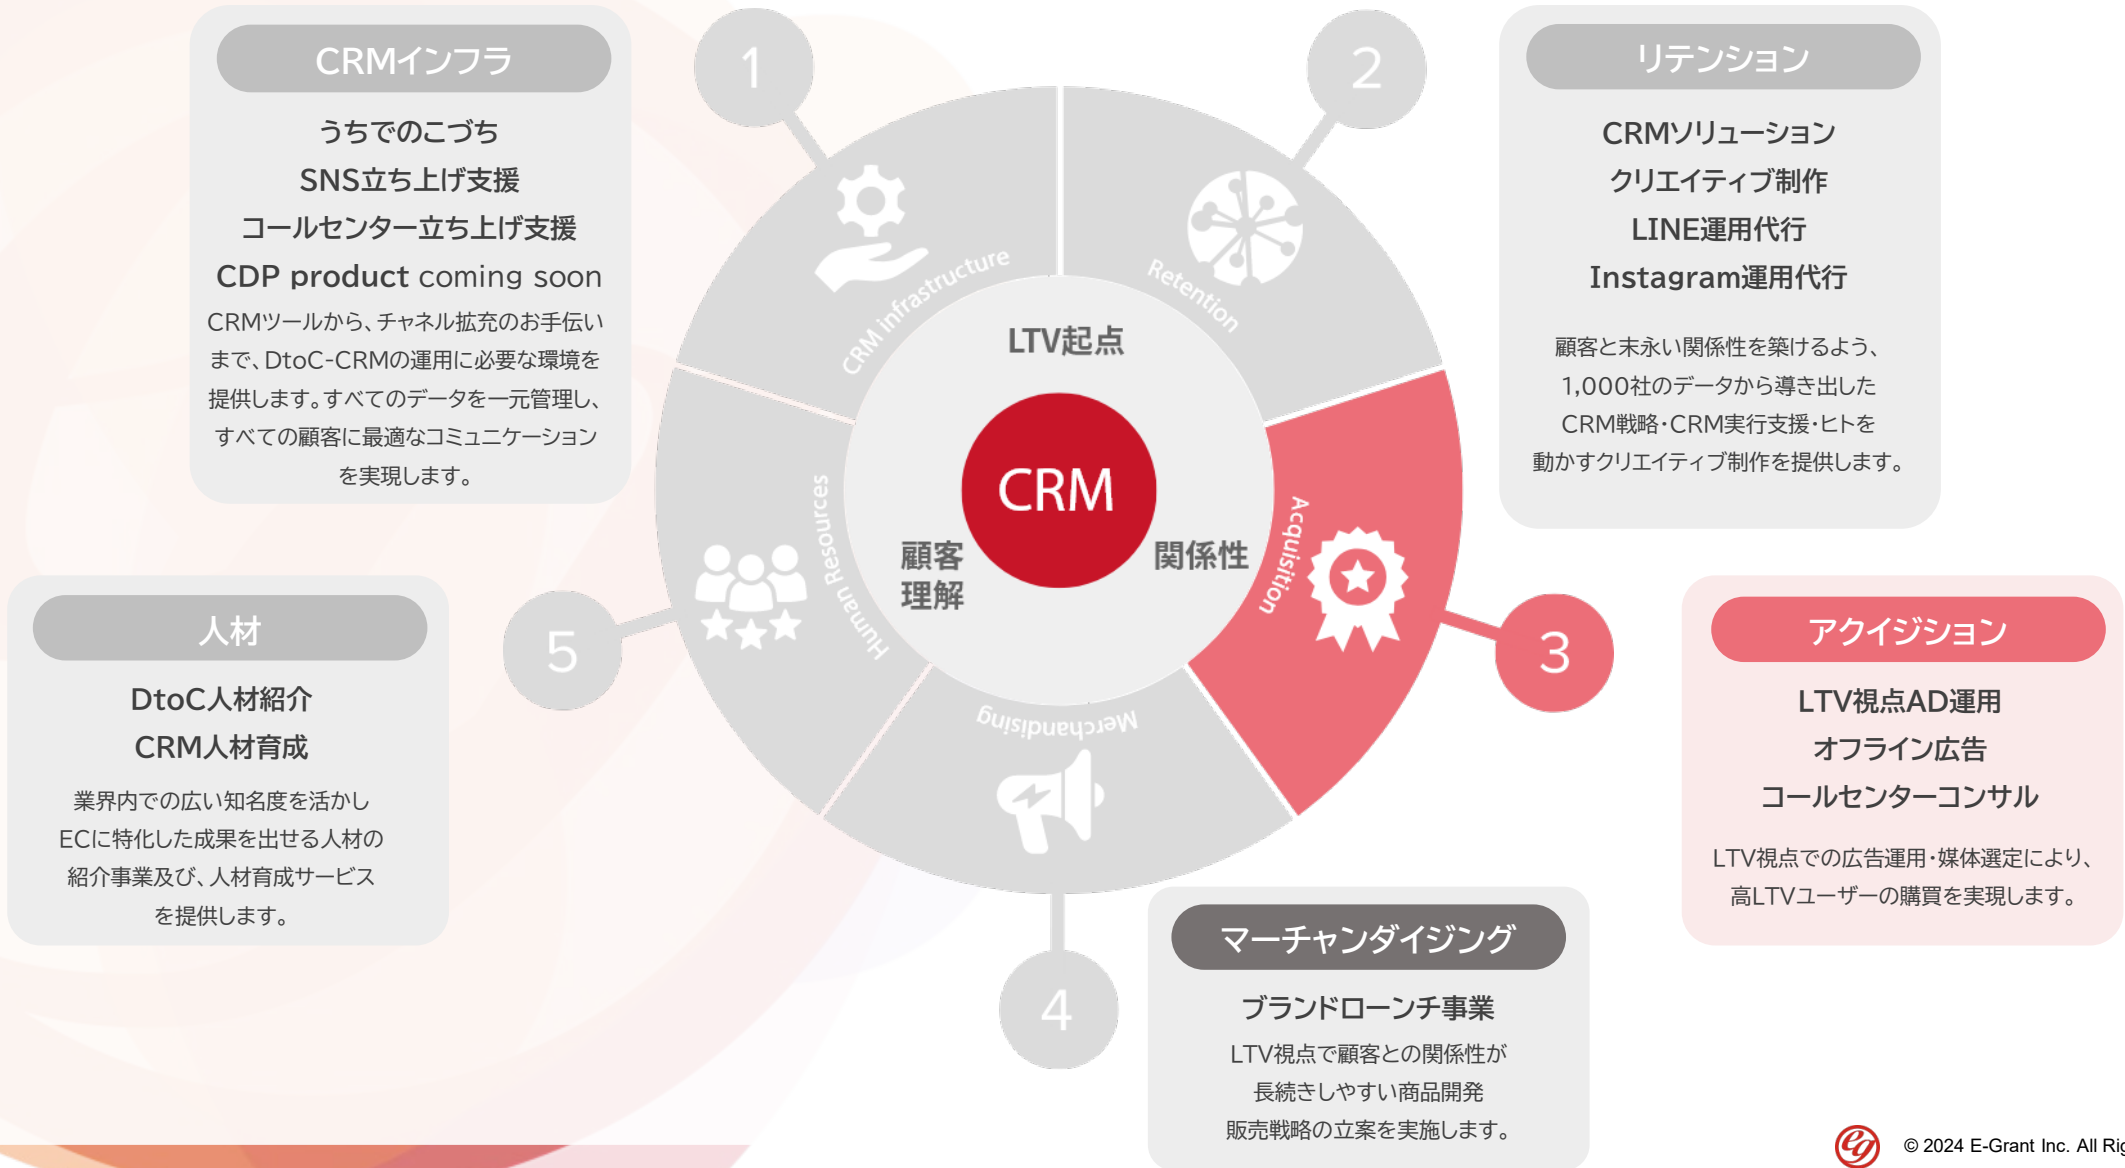 CRMインフラ
うちでのこづち
SNS立ち上げ支援
コールセンター立ち上げ支援
CDP product coming soon
CRMツールから、チャネル拡充のお手伝い
まで、DtoC-CRMの運用に必要な環境を
提供します。すべてのデータを一元管理し、
すべての顧客に最適なコミュニケーション
を実現します。
1
2
リテンション
CRMソリューション
クリエイティブ制作
LINE運用代行
Instagram運用代行
顧客と末永い関係性を築けるよう、
1,000社のデータから導き出した
CRM戦略・CRM実行支援・ヒトを
動かすクリエイティブ制作を提供します。
CRM infrastructure
Retention
LTV起点
CRM
顧客
理解
関係性
Human Resources
Acquisition
Merchandising
人材
DtoC人材紹介
CRM人材育成
業界内での広い知名度を活かし
ECに特化した成果を出せる人材の
紹介事業及び、人材育成サービス
を提供します。
5
3
アクイジション
LTV視点AD運用
オフライン広告
コールセンターコンサル
LTV視点での広告運用・媒体選定により、
高LTVユーザーの購買を実現します。
4
マーチャンダイジング
ブランドローンチ事業
LTV視点で顧客との関係性が
長続きしやすい商品開発
販売戦略の立案を実施します。
eg
© 2024 E-Grant Inc. All